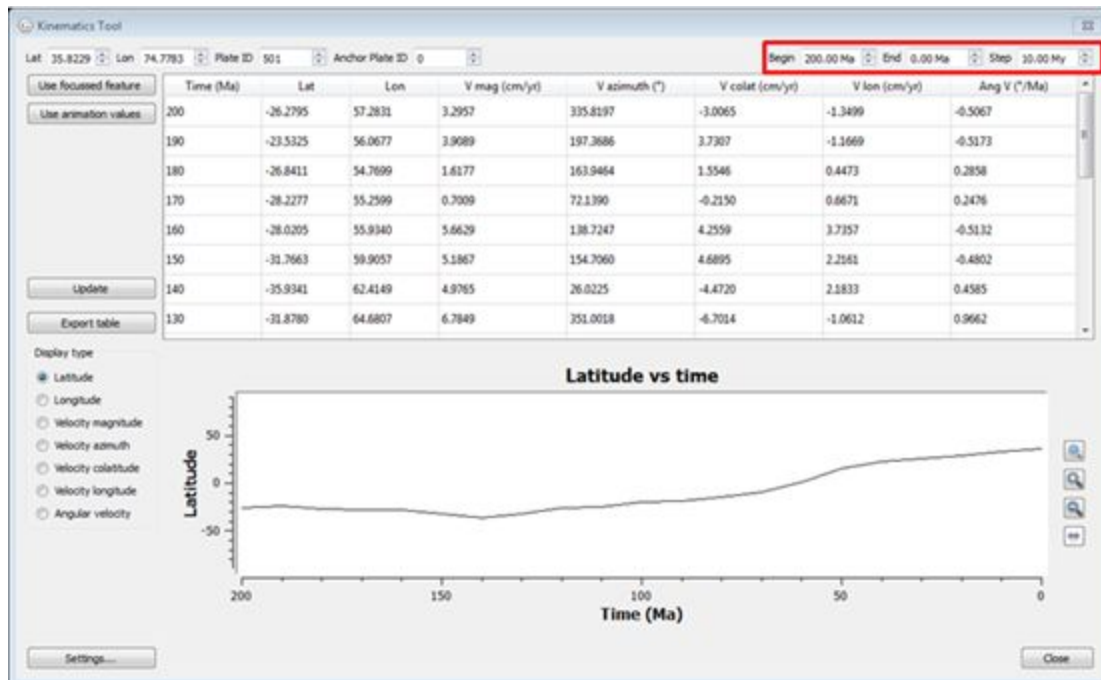 Kinematics Tool
Lat 35.8229 Lon 74.7783 Plate ID 501 Anchor Plate ID 0 Begin 200.00 Ma End 0.00 Ma Step 10.00 My
Use focussed feature
Use animation values
Time (Ma) Lat Lon V mag (cm/yr) V azimuth (°) V colat (cm/yr) V lon (cm/yr) Ang V (°/Ma)
200 -26.2795 57.2831 3.2957 335.8197 -3.0065 -1.3499 -0.5067
190 -23.5325 56.0677 3.9089 197.3686 3.7307 -1.1669 -0.5173
180 -26.8411 54.7699 1.6177 163.9464 1.5546 0.4473 0.2858
170 -28.2277 55.2599 0.7009 72.1390 -0.2150 0.6671 0.2476
160 -28.0205 55.9340 5.6629 138.7247 4.2559 3.7357 -0.5132
150 -31.7663 59.9057 5.1867 154.7060 4.6895 2.2161 -0.4802
140 -35.9341 62.4149 4.9765 26.0225 -4.4720 2.1833 0.4585
130 -31.8780 64.6807 6.7849 351.0018 -6.7014 -1.0612 0.9662
Update
Export table
Display type
Latitude
Longitude
Velocity magnitude
Velocity azimuth
Velocity colatitude
Velocity longitude
Angular velocity
Latitude vs time
Latitude
50
0
-50
200 150 100 50 0
Time (Ma)
Settings...
Close